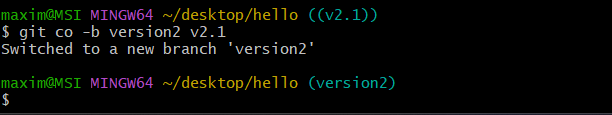 maxim@MSI MINGW64 ~/desktop/hello ((v2.1))
$ git co -b version2 v2.1
Switched to a new branch 'version2'
maxim@MSI MINGW64 ~/desktop/hello (version2)
$